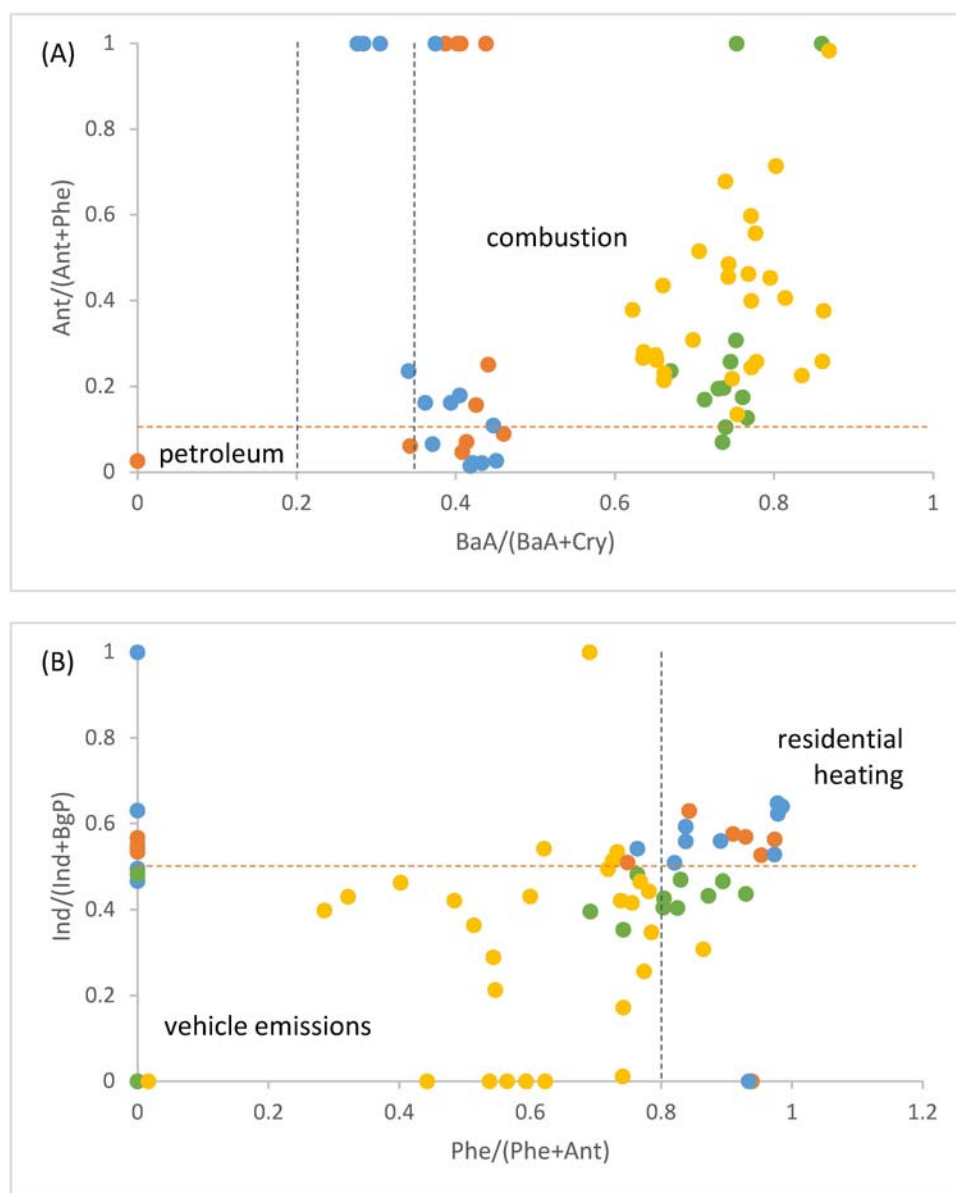 (A)
1
0.8
0.6
0.4
0.2
0
Ant/(Ant+Phe)
combustion
petroleum
0 0.2 0.4 0.6 0.8 1
BaA/(BaA+Cry)
(B)
1
0.8
0.6
0.4
0.2
0
Ind/(Ind+BgP)
residential
heating
vehicle emissions
0 0.2 0.4 0.6 0.8 1 1.2
Phe/(Phe+Ant)